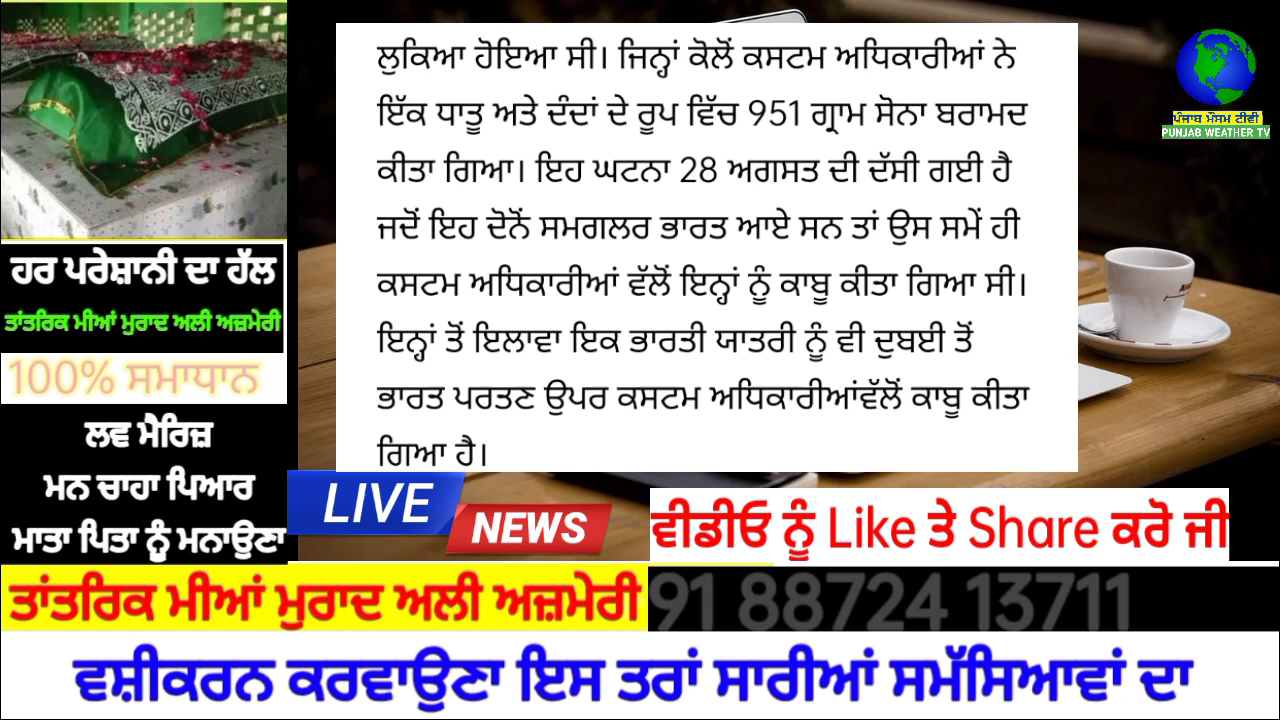 ਲੁਕਿਆ ਹੋਇਆ ਸੀ। ਜਿਨ੍ਹਾਂ ਕੋਲੋਂ ਕਸਟਮ ਅਧਿਕਾਰੀਆਂ ਨੇ
ਇੱਕ ਧਾਤੂ ਅਤੇ ਦੰਦਾਂ ਦੇ ਰੂਪ ਵਿੱਚ 951 ਗ੍ਰਾਮ ਸੋਨਾ ਬਰਾਮਦ
ਕੀਤਾ ਗਿਆ। ਇਹ ਘਟਨਾ 28 ਅਗਸਤ ਦੀ ਦੱਸੀ ਗਈ ਹੈ
ਜਦੋਂ ਇਹ ਦੋਨੋਂ ਸਮਗਲਰ ਭਾਰਤ ਆਏ ਸਨ ਤਾਂ ਉਸ ਸਮੇਂ ਹੀ
ਕਸਟਮ ਅਧਿਕਾਰੀਆਂ ਵੱਲੋਂ ਇਨ੍ਹਾਂ ਨੂੰ ਕਾਬੂ ਕੀਤਾ ਗਿਆ ਸੀ।
ਇਨ੍ਹਾਂ ਤੋਂ ਇਲਾਵਾ ਇਕ ਭਾਰਤੀ ਯਾਤਰੀ ਨੂੰ ਵੀ ਦੁਬਈ ਤੋਂ
ਭਾਰਤ ਪਰਤਣ ਉਪਰ ਕਸਟਮ ਅਧਿਕਾਰੀਆਂਵੱਲੋਂ ਕਾਬੂ ਕੀਤਾ
ਗਿਆ ਹੈ।
ਪੰਜਾਬ ਮੌਸਮ ਟੀਵੀ
PUNJAB WEATHER TV
ਹਰ ਪਰੇਸ਼ਾਨੀ ਦਾ ਹੱਲ
ਤਾਂਤਰਿਕ ਮੀਆਂ ਮੁਰਾਦ ਅਲੀ ਅਜ਼ਮੇਰੀ
100% ਸਮਾਧਾਨ
ਲਵ ਮੈਰਿਜ਼
ਮਨ ਚਾਹਾ ਪਿਆਰ
ਮਾਤਾ ਪਿਤਾ ਨੂੰ ਮਨਾਉਣਾ
LIVE
NEWS
ਵੀਡੀਓ ਨੂੰ Like ਤੇ Share ਕਰੋ ਜੀ
ਤਾਂਤਰਿਕ ਮੀਆਂ ਮੁਰਾਦ ਅਲੀ ਅਜ਼ਮੇਰੀ 91 88724 13711
ਵਸ਼ੀਕਰਨ ਕਰਵਾਉਣਾ ਇਸ ਤਰਾਂ ਸਾਰੀਆਂ ਸਮੱਸਿਆਵਾਂ ਦਾ